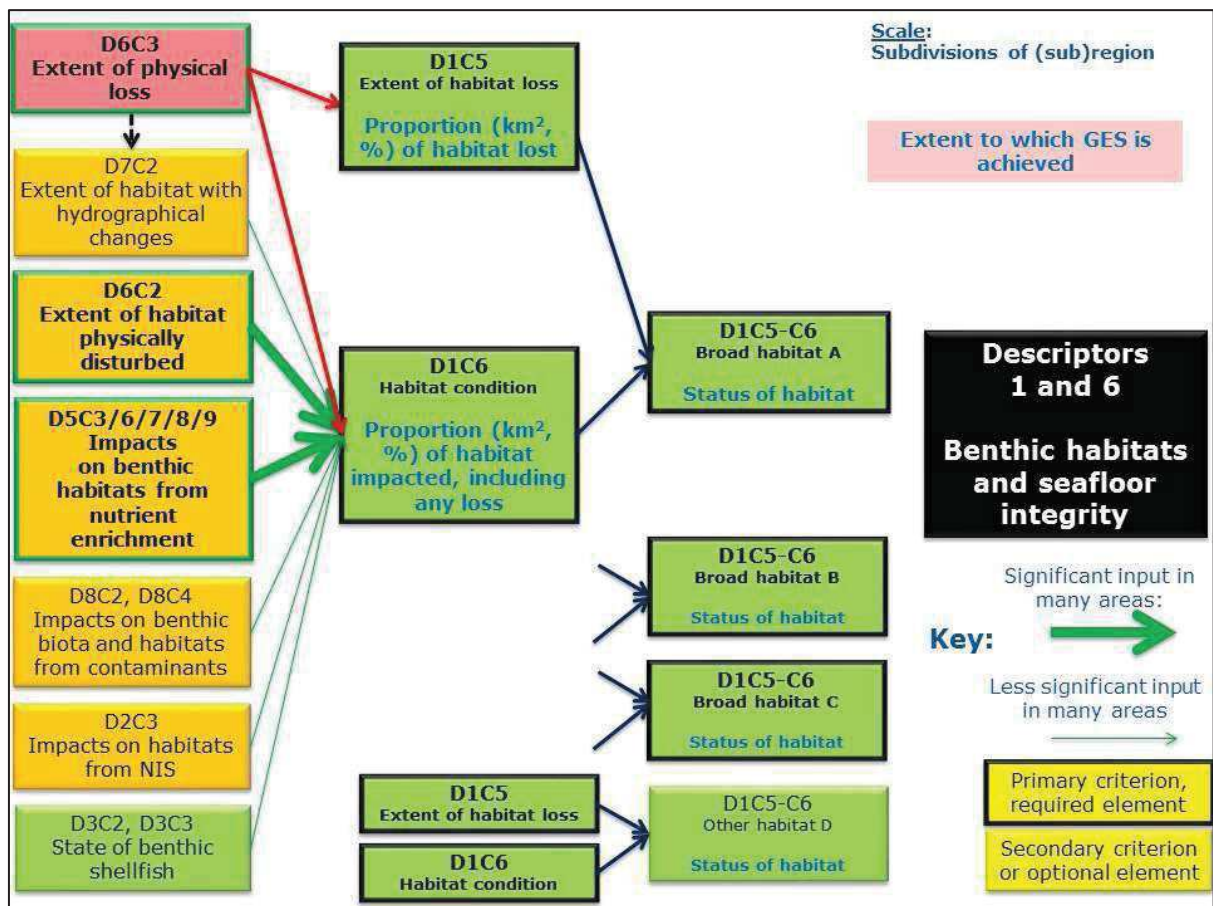 D6C3
Extent of physical
loss
D7C2
Extent of habitat with
hydrographical
changes
D6C2
Extent of habitat
physically
disturbed
D5C3/6/7/8/9
Impacts
on benthic
habitats from
nutrient
enrichment
D8C2, D8C4
Impacts on benthic
biota and habitats
from contaminants
D2C3
Impacts on habitats
from NIS
D3C2, D3C3
State of benthic
shellfish
D1C5
Extent of habitat loss
Proportion (km²,
%) of habitat lost
D1C6
Habitat condition
Proportion (km²,
%) of habitat
impacted, including
any loss
D1C5
Extent of habitat loss
D1C6
Habitat condition
D1C5-C6
Broad habitat A
Status of habitat
D1C5-C6
Broad habitat B
Status of habitat
D1C5-C6
Broad habitat C
Status of habitat
D1C5-C6
Other habitat D
Status of habitat
Scale:
Subdivisions of (sub)region
Extent to which GES is
achieved
Descriptors
1 and 6
Benthic habitats
and seafloor
integrity
Key:
Significant input in
many areas:
Less significant input
in many areas
Primary criterion,
required element
Secondary criterion
or optional element